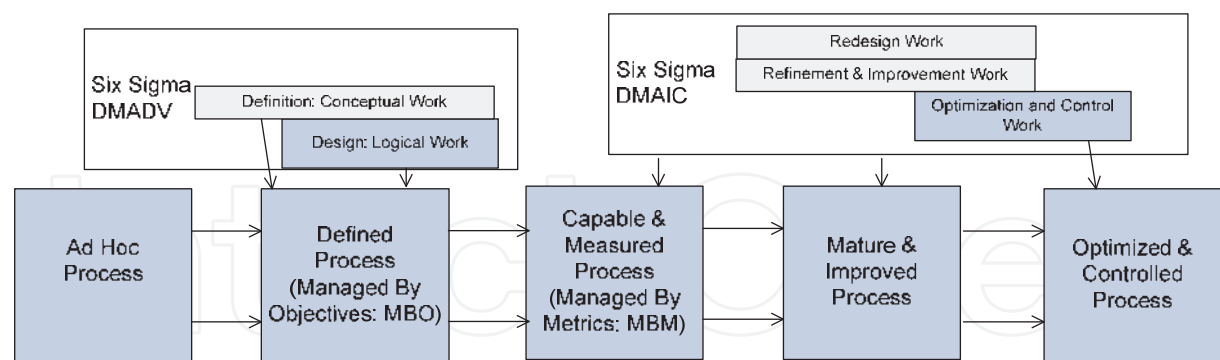 Six Sigma
DMADV
Definition: Conceptual Work
Design: Logical Work
Six Sigma
DMAIC
Redesign Work
Refinement & Improvement Work
Optimization and Control
Work
Ad Hoc
Process
Defined
Process
(Managed By
Objectives: MBO)
Capable &
Measured
Process
(Managed By
Metrics: MBM)
Mature &
Improved
Process
Optimized &
Controlled
Process